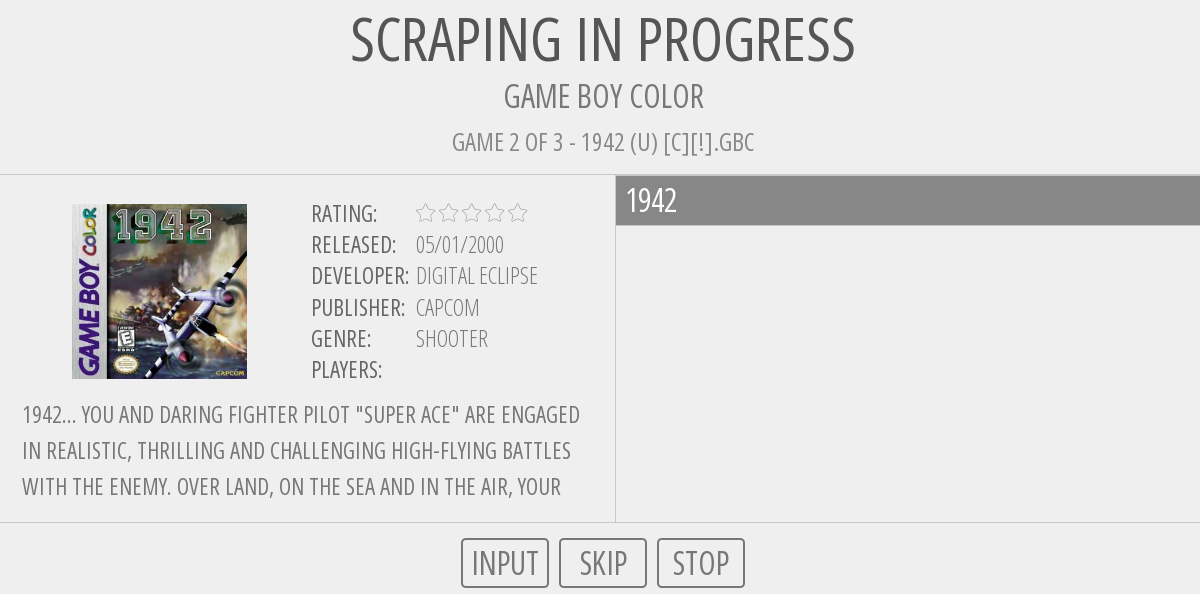 SCRAPING IN PROGRESS
GAME BOY COLOR
GAME 2 OF 3 - 1942 (U) [C][!].GBC
1942
GAME BOY COLOR
1942
E
CAPCOM
RATING:
RELEASED: 05/01/2000
DEVELOPER: DIGITAL ECLIPSE
PUBLISHER: CAPCOM
GENRE: SHOOTER
PLAYERS:
1942... YOU AND DARING FIGHTER PILOT "SUPER ACE" ARE ENGAGED
IN REALISTIC, THRILLING AND CHALLENGING HIGH-FLYING BATTLES
WITH THE ENEMY. OVER LAND, ON THE SEA AND IN THE AIR, YOUR
INPUT SKIP STOP